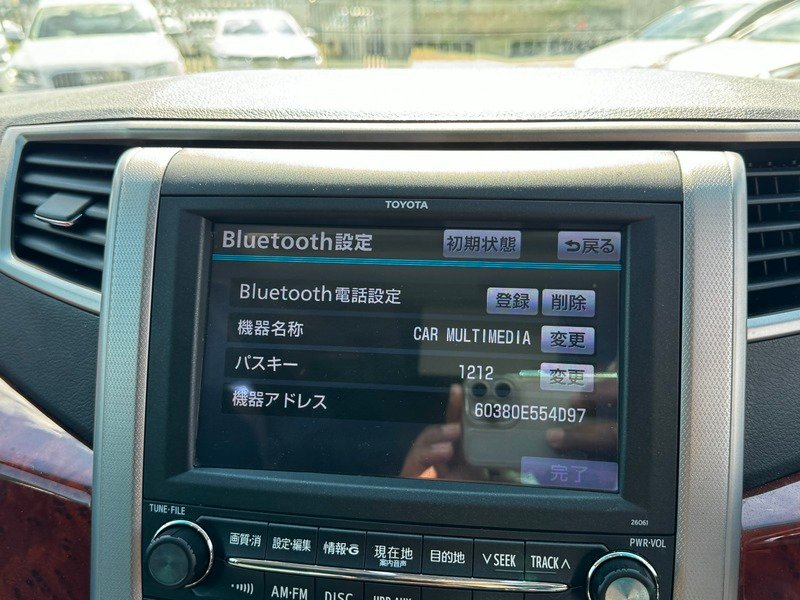 TOYOTA
Bluetooth設定 初期状態 戻る
Bluetooth電話設定 登録 削除
機器名称 CAR MULTIMEDIA 変更
パスキー 1212 変更
機器アドレス 60380E554D97
完了
26061
TUNE·FILE PWR·VOL
画質·消 設定·編集 情報·G 現在地 目的地 ∨SEEK TRACK∧
案内音声
AM·FM DISC